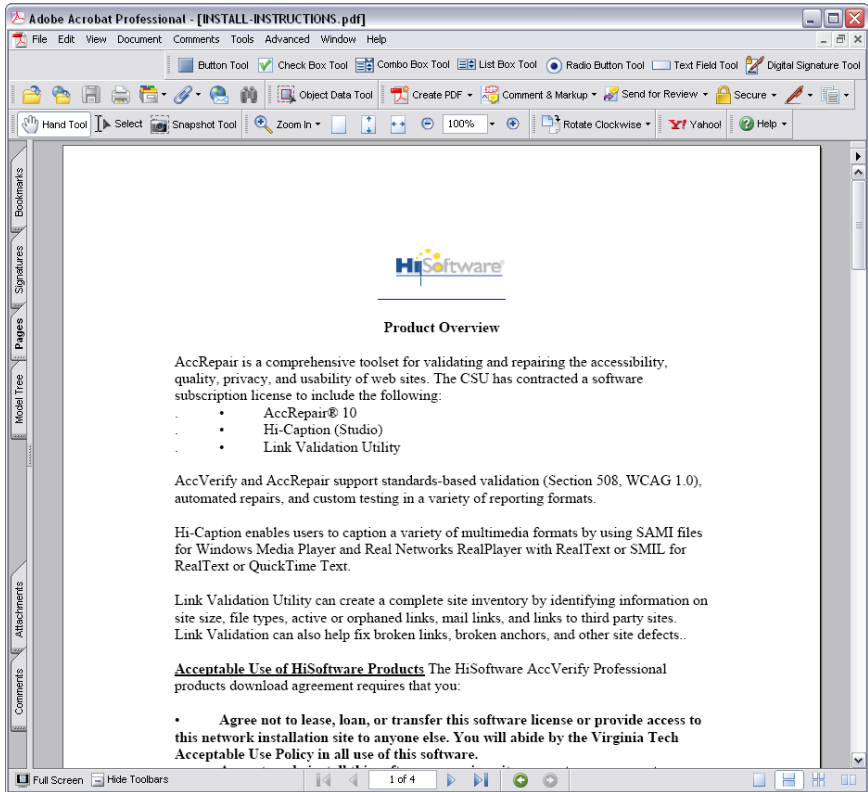 Adobe Acrobat Professional - [INSTALL-INSTRUCTIONS.pdf]
File Edit View Document Comments Tools Advanced Window Help
Button Tool Check Box Tool Combo Box Tool List Box Tool Radio Button Tool Text Field Tool Digital Signature Tool
Object Data Tool Create PDF Comment & Markup Send for Review Secure
Hand Tool Select Snapshot Tool Zoom In 100% Rotate Clockwise Y! Yahoo! Help
Bookmarks
Signatures
Pages
Model Tree
Attachments
Comments
HiSoftware®
Product Overview
AccRepair is a comprehensive toolset for validating and repairing the accessibility,
quality, privacy, and usability of web sites. The CSU has contracted a software
subscription license to include the following:
. • AccRepair® 10
. • Hi-Caption (Studio)
. • Link Validation Utility
AccVerify and AccRepair support standards-based validation (Section 508, WCAG 1.0),
automated repairs, and custom testing in a variety of reporting formats.
Hi-Caption enables users to caption a variety of multimedia formats by using SAMI files
for Windows Media Player and Real Networks RealPlayer with RealText or SMIL for
RealText or QuickTime Text.
Link Validation Utility can create a complete site inventory by identifying information on
site size, file types, active or orphaned links, mail links, and links to third party sites.
Link Validation can also help fix broken links, broken anchors, and other site defects..
Acceptable Use of HiSoftware Products The HiSoftware AccVerify Professional
products download agreement requires that you:
• Agree not to lease, loan, or transfer this software license or provide access to
this network installation site to anyone else. You will abide by the Virginia Tech
Acceptable Use Policy in all use of this software.
Full Screen Hide Toolbars 1 of 4